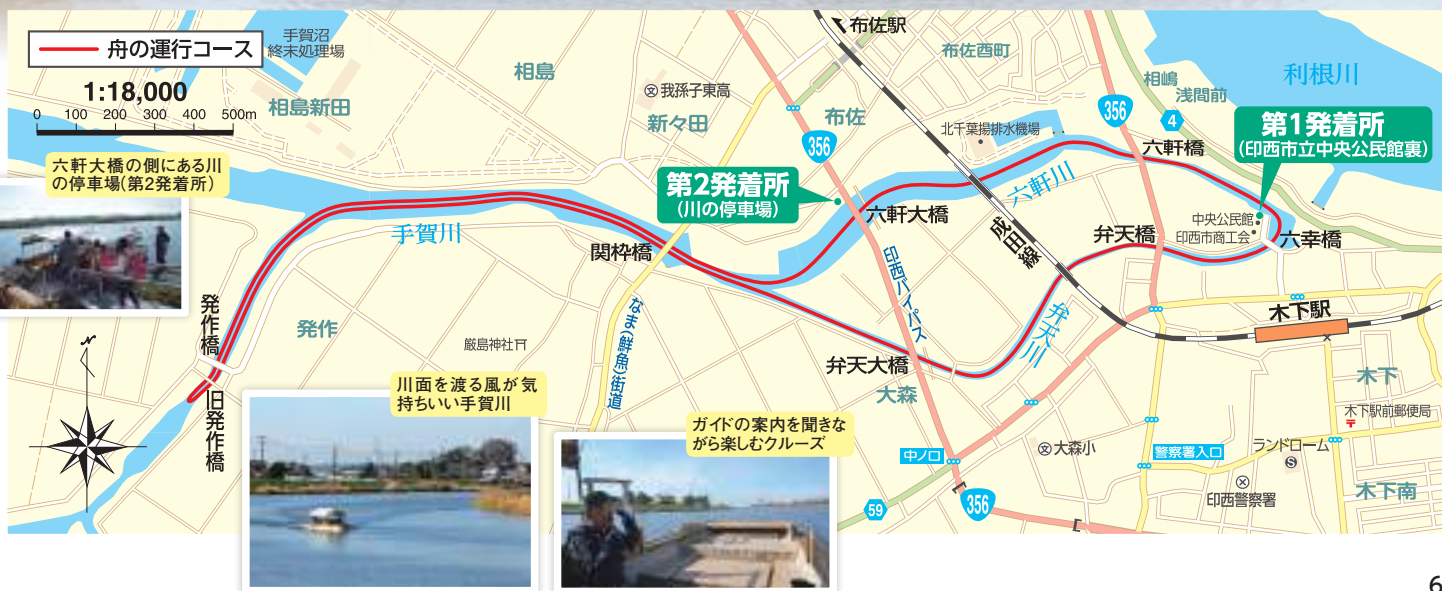 舟の運行コース
1:18,000
0 100 200 300 400 500m
手賀沼
終末処理場
相島新田
相島
我孫子東高
新々田
布佐
356
布佐駅
布佐酉町
相嶋
浅間前
利根川
356
4
北千葉揚排水機場
六軒橋
第1発着所
(印西市立中央公民館裏)
六軒川
中央公民館
印西市商工会
六幸橋
弁天橋
成田線
六軒大橋
第2発着所
(川の停車場)
六軒大橋の側にある川
の停車場(第2発着所)
手賀川
関枠橋
印西バイパス
弁天川
木下駅
発作橋
旧発作橋
発作
厳島神社
なま(鮮魚)街道
弁天大橋
大森
木下
木下駅前郵便局
川面を渡る風が気
持ちいい手賀川
ガイドの案内を聞きな
がら楽しむクルーズ
中ノ口
文大森小
警察署入口
ランドローム
S
印西警察署
木下南
59
356
N
6